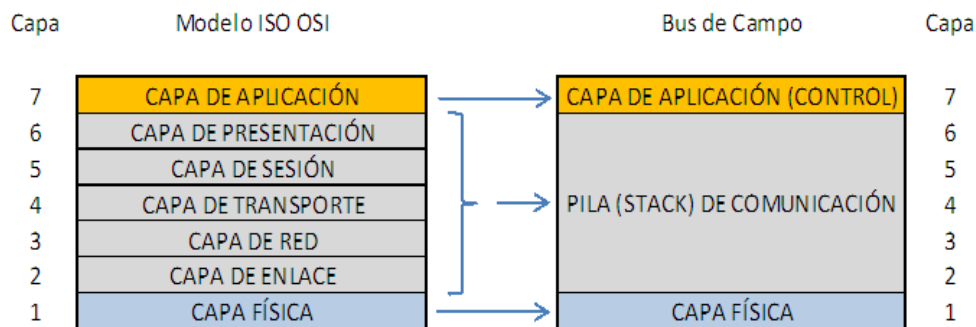 Capa Modelo ISO OSI Bus de Campo Capa
7 CAPA DE APLICACIÓN CAPA DE APLICACIÓN (CONTROL) 7
6 CAPA DE PRESENTACIÓN 6
5 CAPA DE SESIÓN 5
4 CAPA DE TRANSPORTE PILA (STACK) DE COMUNICACIÓN 4
3 CAPA DE RED 3
2 CAPA DE ENLACE 2
1 CAPA FÍSICA CAPA FÍSICA 1